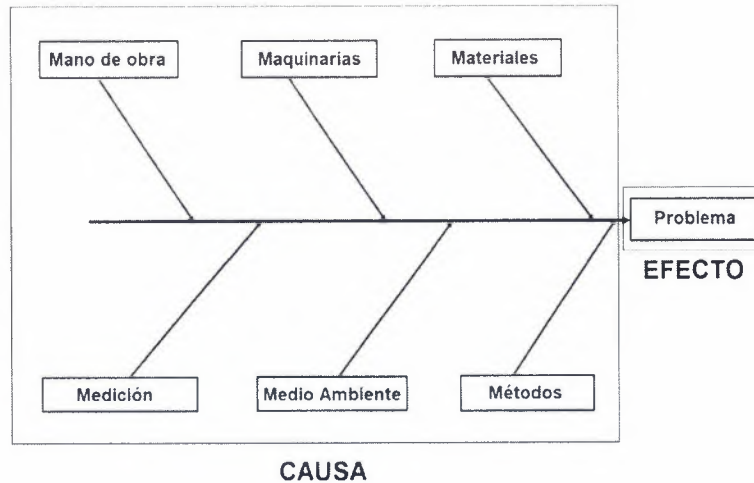 Mano de obra
Maquinarias
Materiales
Problema
EFECTO
Medición
Medio Ambiente
Métodos
CAUSA